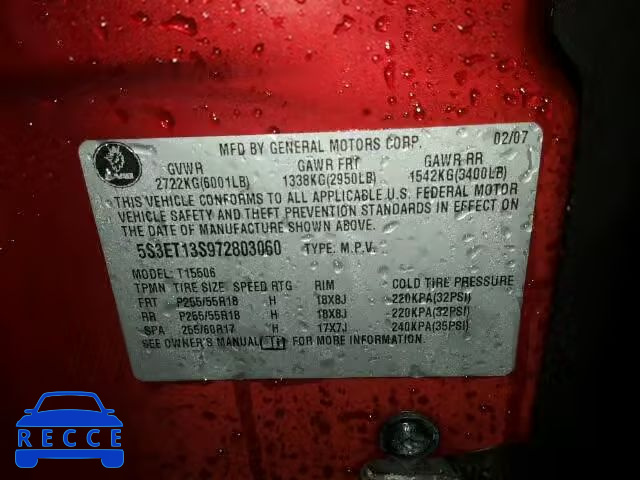 MFD BY GENERAL MOTORS CORP. 02/07
GVWR GAWR FRT GAWR RR
2722KG(6001LB) 1338KG(2950LB) 1542KG(3400LB)
THIS VEHICLE CONFORMS TO ALL APPLICABLE U.S. FEDERAL MOTOR
VEHICLE SAFETY AND THEFT PREVENTION STANDARDS IN EFFECT ON
THE DATE OF MANUFACTURE SHOWN ABOVE.
5S3ET13S972803060 TYPE: M.P.V.
MODEL: T15506
TPMN TIRE SIZE SPEED RTG RIM COLD TIRE PRESSURE
FRT P255/55R18 H 18X8J 220KPA(32PSI)
RR P255/55R18 H 18X8J 220KPA(32PSI)
SPA 255/60R17 H 17X7J 240KPA(35PSI)
SEE OWNER'S MANUAL FOR MORE INFORMATION.
RECCE